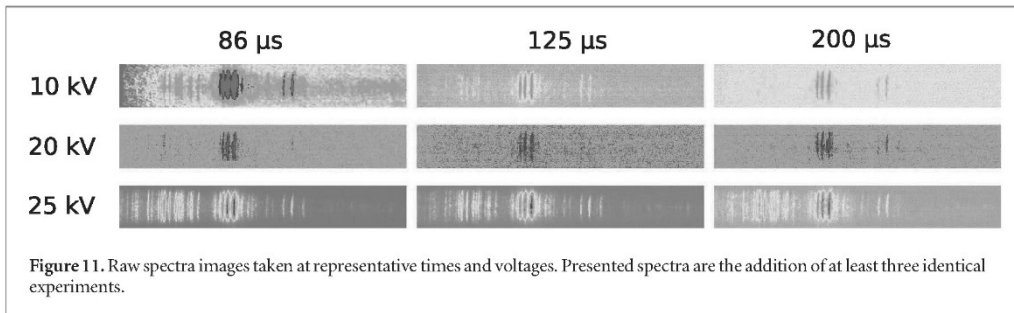 86 µs 125 µs 200 µs
10 kV
20 kV
25 kV
Figure 11. Raw spectra images taken at representative times and voltages. Presented spectra are the addition of at least three identical
experiments.